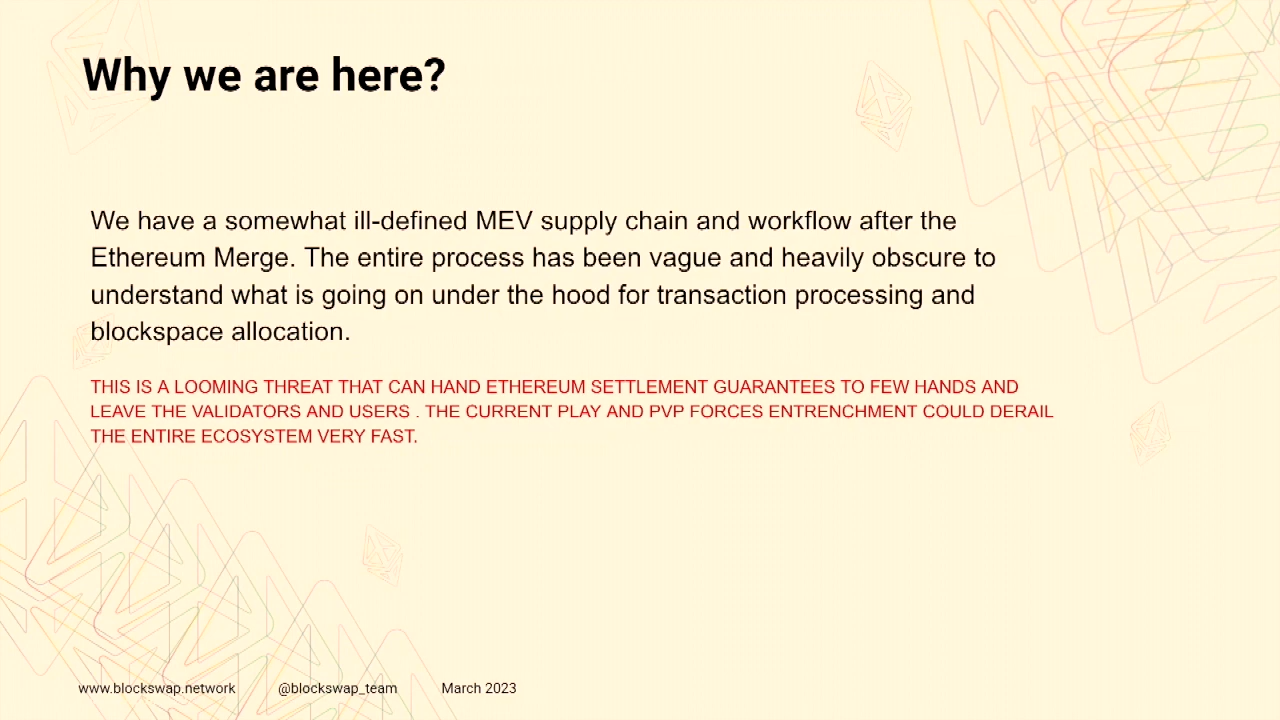 Why we are here?
We have a somewhat ill-defined MEV supply chain and workflow after the
Ethereum Merge. The entire process has been vague and heavily obscure to
understand what is going on under the hood for transaction processing and
blockspace allocation.
THIS IS A LOOMING THREAT THAT CAN HAND ETHEREUM SETTLEMENT GUARANTEES TO FEW HANDS AND
LEAVE THE VALIDATORS AND USERS . THE CURRENT PLAY AND PVP FORCES ENTRENCHMENT COULD DERAIL
THE ENTIRE ECOSYSTEM VERY FAST.
www.blockswap.network @blockswap_team March 2023